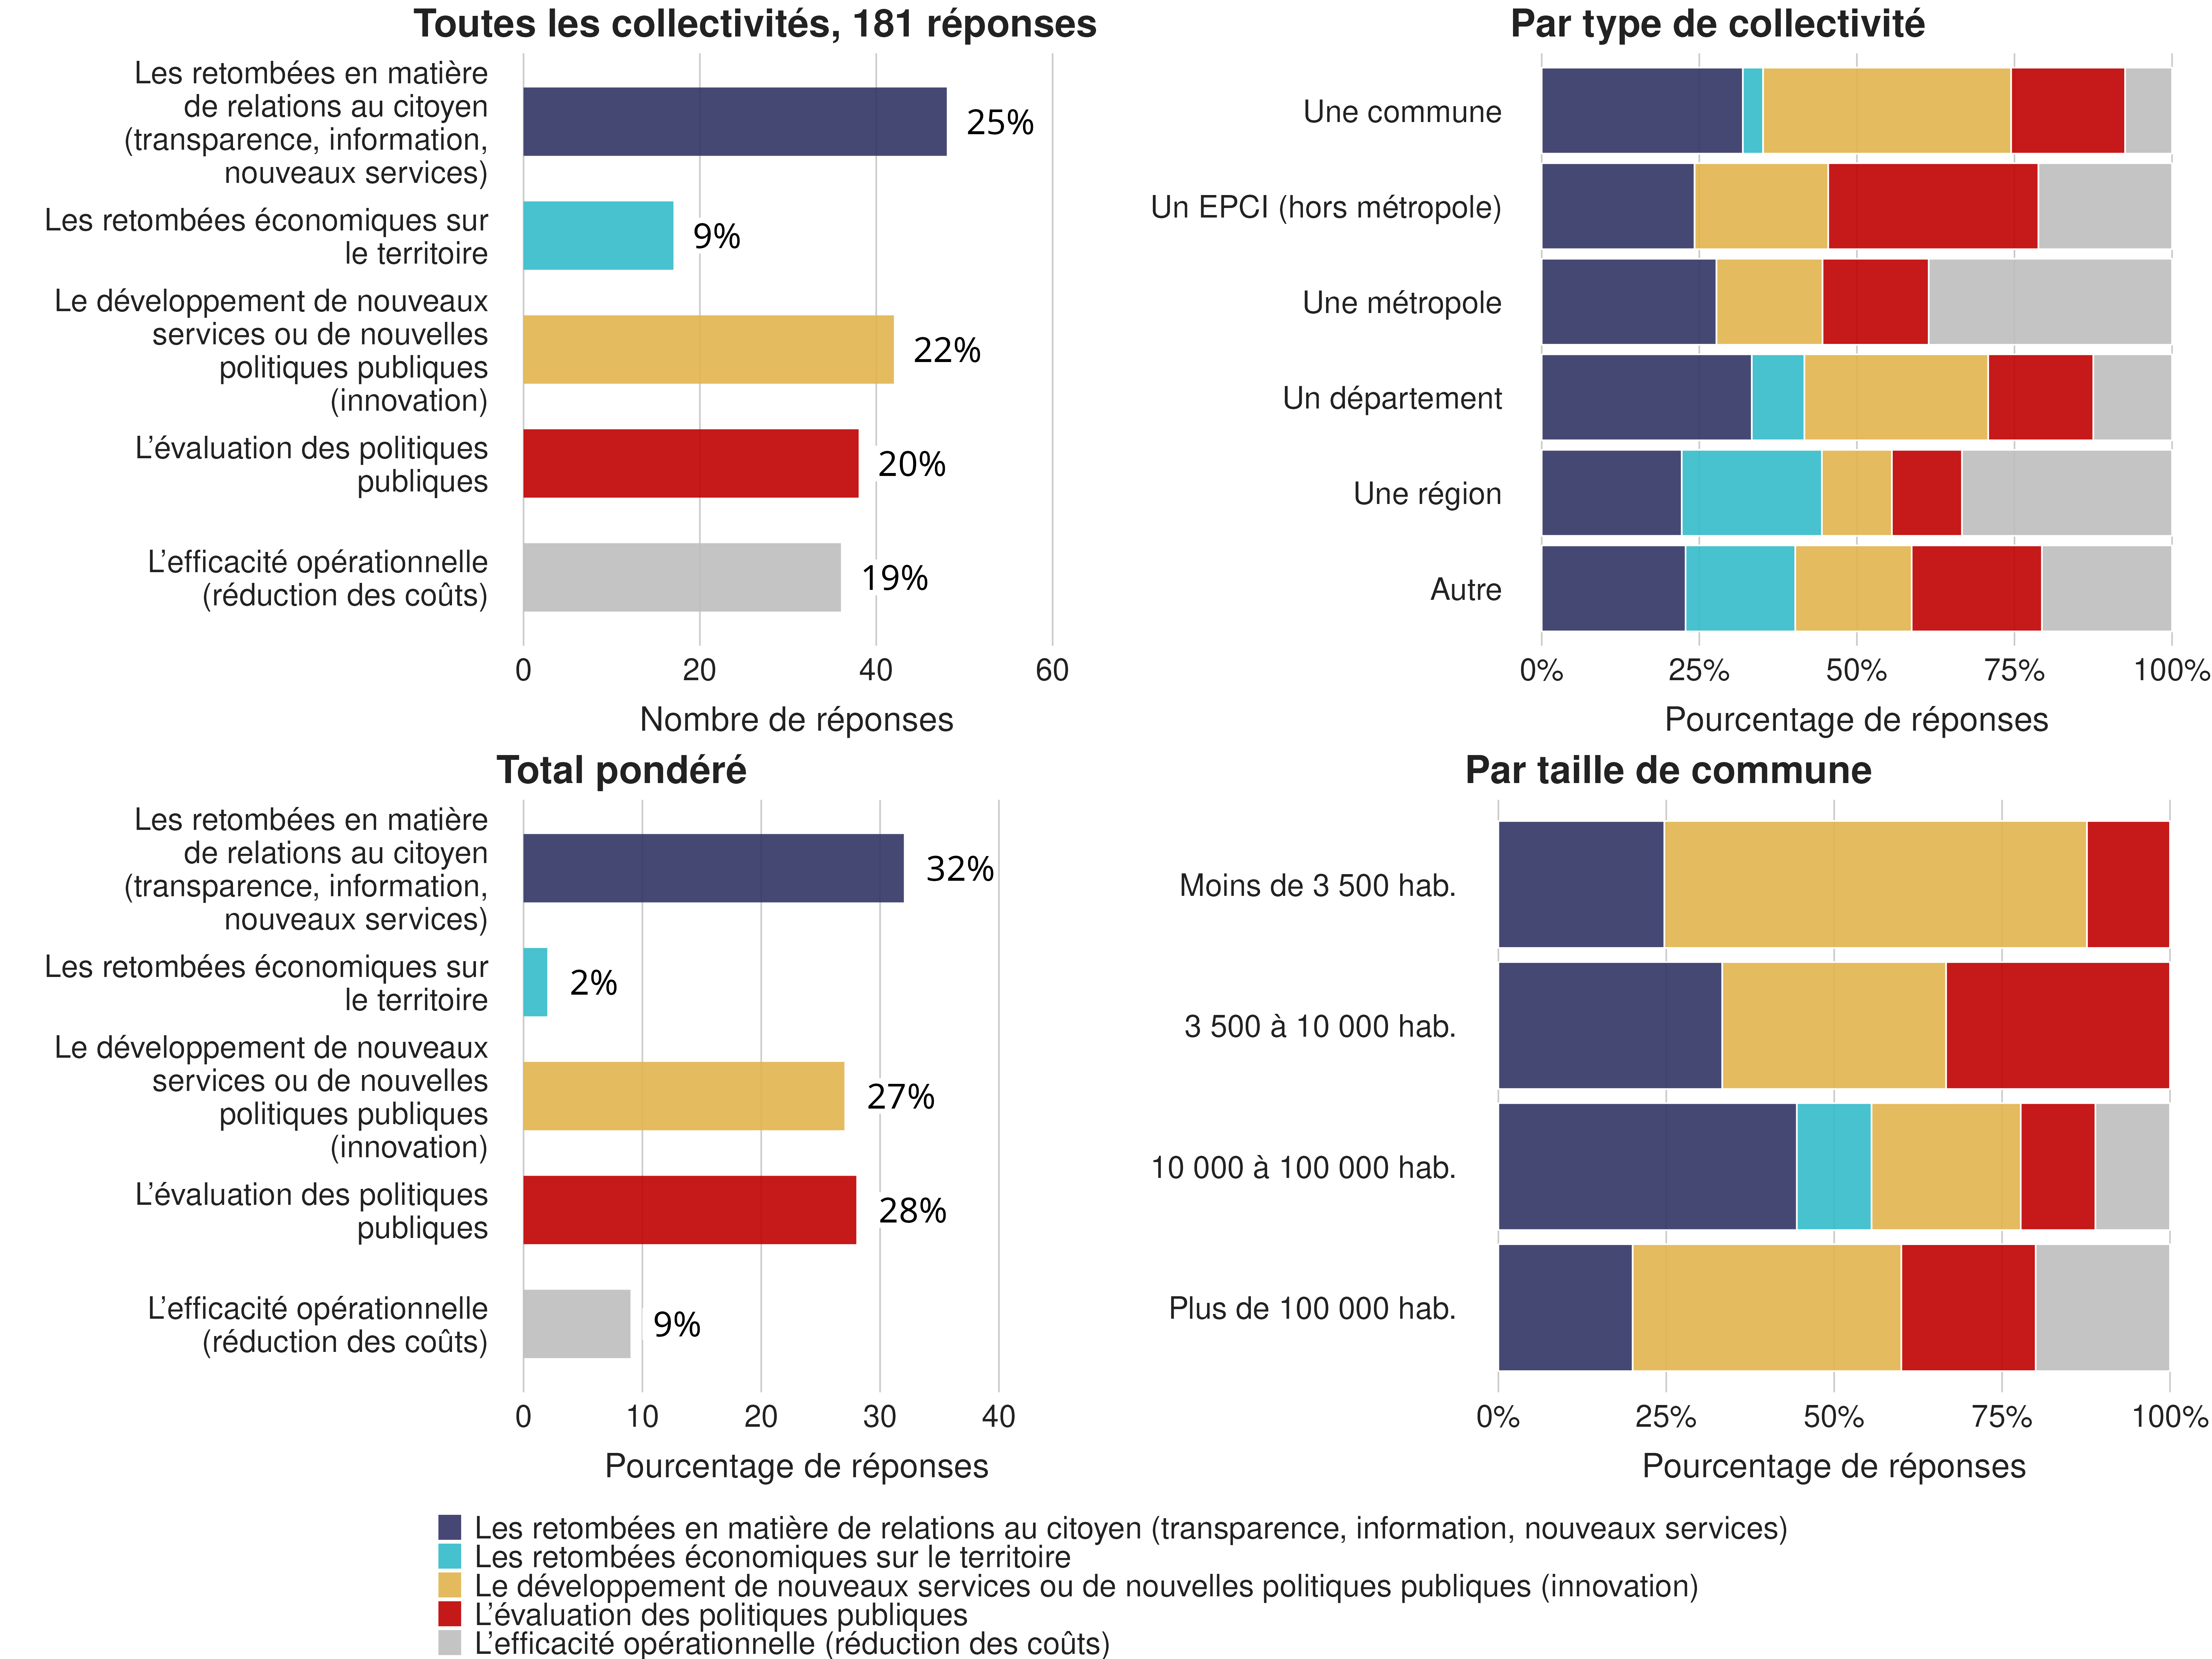 Toutes les collectivités, 181 réponses
Les retombées en matière
de relations au citoyen
(transparence, information,
nouveaux services)
25%
Les retombées économiques sur
le territoire
9%
Le développement de nouveaux
services ou de nouvelles
politiques publiques
(innovation)
22%
L’évaluation des politiques
publiques
20%
L’efficacité opérationnelle
(réduction des coûts)
19%
0 20 40 60
Nombre de réponses
Par type de collectivité
Une commune
Un EPCI (hors métropole)
Une métropole
Un département
Une région
Autre
0% 25% 50% 75% 100%
Pourcentage de réponses
Total pondéré
Les retombées en matière
de relations au citoyen
(transparence, information,
nouveaux services)
32%
Les retombées économiques sur
le territoire
2%
Le développement de nouveaux
services ou de nouvelles
politiques publiques
(innovation)
27%
L’évaluation des politiques
publiques
28%
L’efficacité opérationnelle
(réduction des coûts)
9%
0 10 20 30 40
Pourcentage de réponses
Par taille de commune
Moins de 3 500 hab.
3 500 à 10 000 hab.
10 000 à 100 000 hab.
Plus de 100 000 hab.
0% 25% 50% 75% 100%
Pourcentage de réponses
Les retombées en matière de relations au citoyen (transparence, information, nouveaux services)
Les retombées économiques sur le territoire
Le développement de nouveaux services ou de nouvelles politiques publiques (innovation)
L’évaluation des politiques publiques
L’efficacité opérationnelle (réduction des coûts)